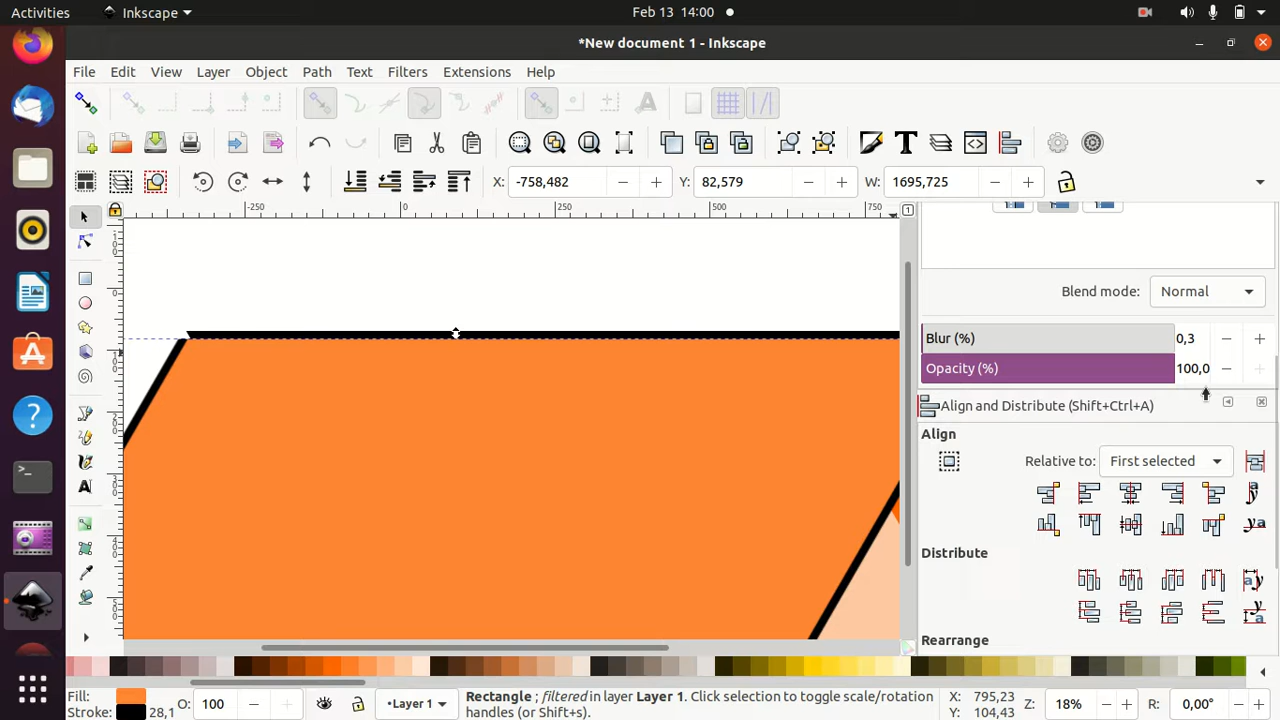 Activities Inkscape Feb 13 14:00
*New document 1 - Inkscape
File Edit View Layer Object Path Text Filters Extensions Help
X: -758,482 Y: 82,579 W: 1695,725
-250 0 250 500 750 1
Blend mode: Normal
Blur (%) 0,3
Opacity (%) 100,0
Align and Distribute (Shift+Ctrl+A)
Align
Relative to: First selected
Distribute
Rearrange
Fill: O: 100 •Layer 1 Rectangle ; filtered in layer Layer 1. Click selection to toggle scale/rotation X: 795,23 Z: 18% R: 0,00°
Stroke: 28,1 handles (or Shift+s). Y: 104,43